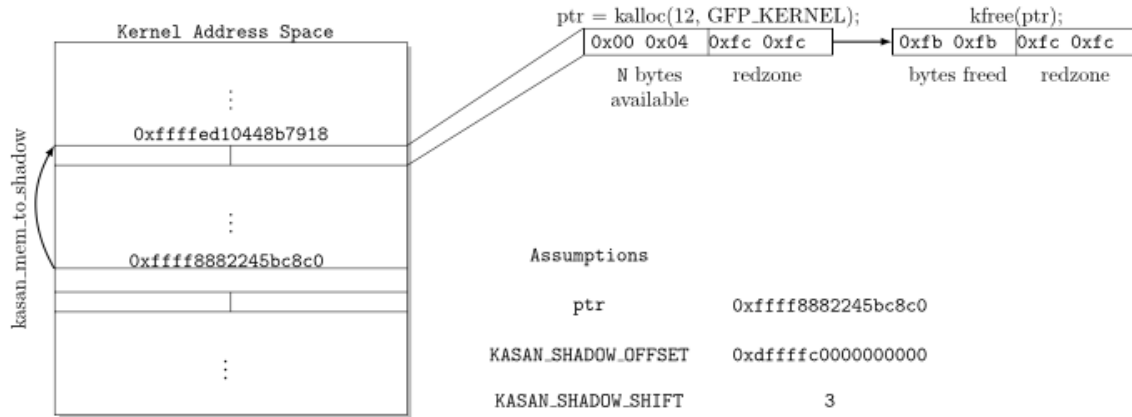 ptr = kalloc(12, GFP_KERNEL);
kfree(ptr);
Kernel Address Space
0x00 0x04
0xfc 0xfc
0xfb 0xfb
0xfc 0xfc
N bytes
available
redzone
bytes freed
redzone
⋮
0xffffed10448b7918
kasan_mem_to_shadow
⋮
0xffff8882245bc8c0
⋮
Assumptions
ptr 0xffff8882245bc8c0
KASAN_SHADOW_OFFSET 0xdffffc0000000000
KASAN_SHADOW_SHIFT 3